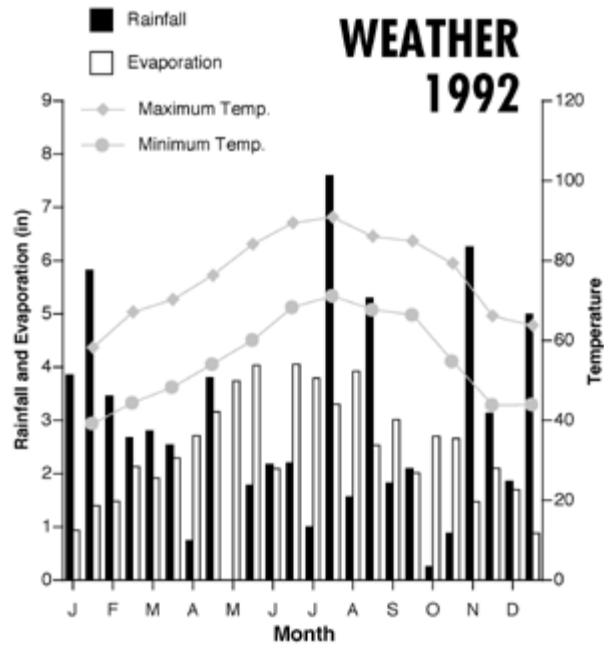 Rainfall
Evaporation
Maximum Temp.
Minimum Temp.
WEATHER
1992
9
8
7
6
5
4
3
2
1
0
Rainfall and Evaporation (in)
120
100
80
60
40
20
0
Temperature
J F M A M J J A S O N D
Month